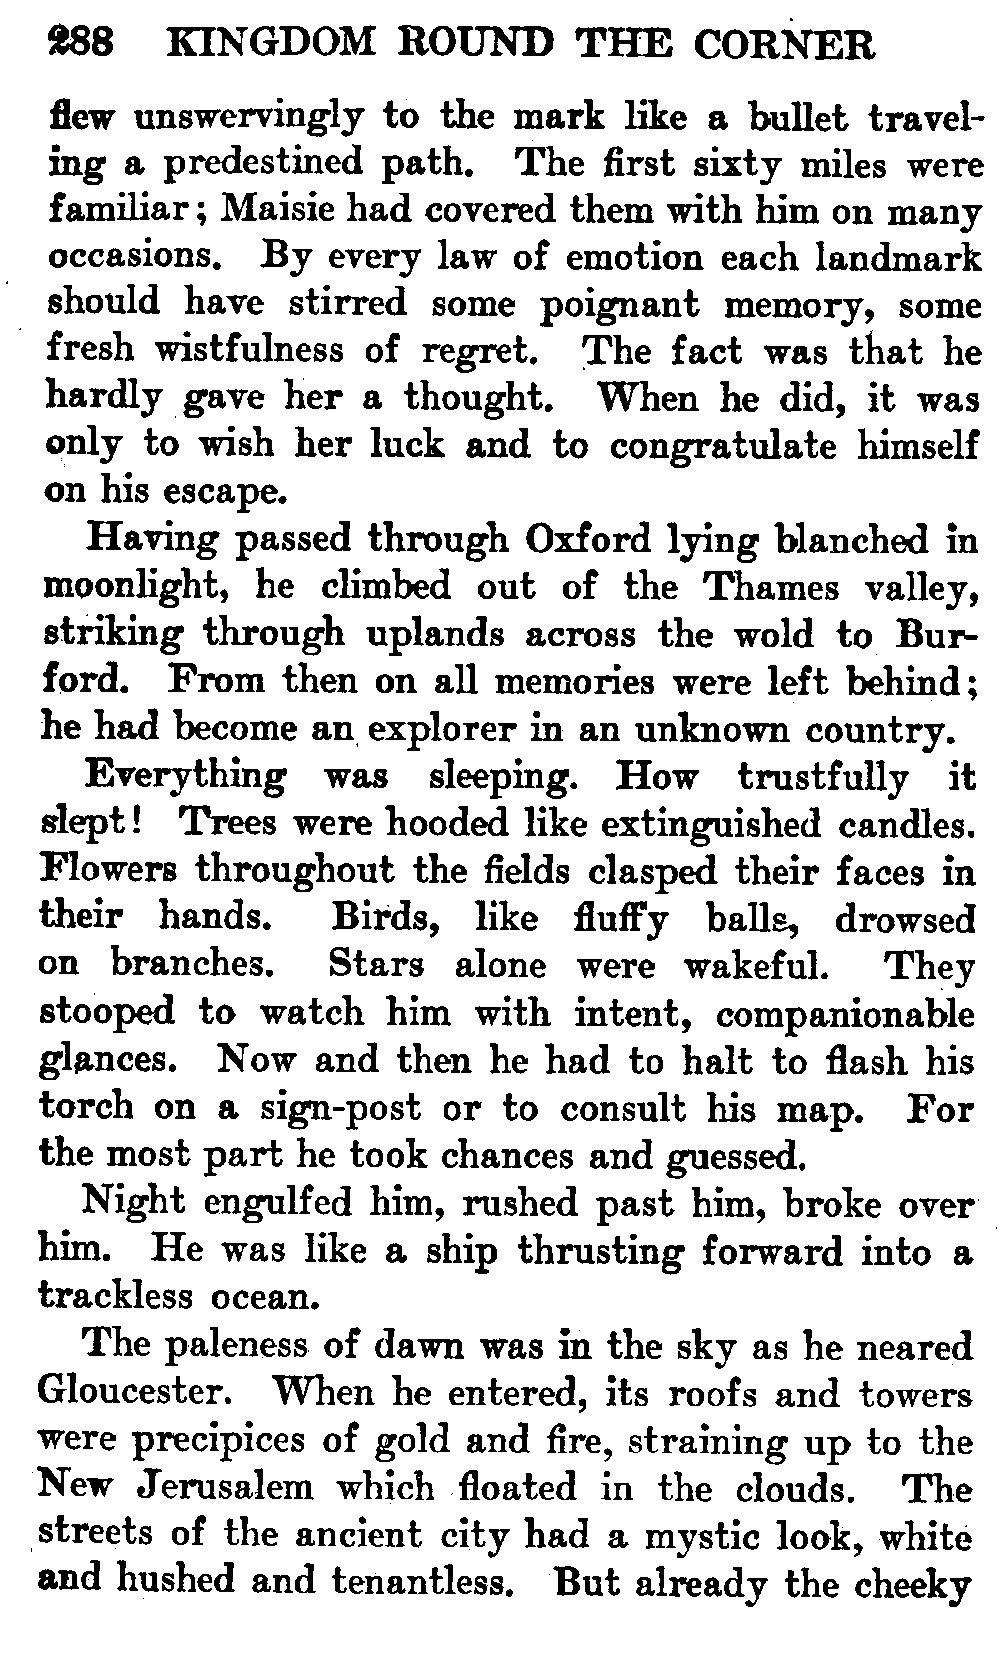 288 KINGDOM ROUND THE CORNER
flew unswervingly to the mark like a bullet travel-
ing a predestined path. The first sixty miles were
familiar; Maisie had covered them with him on many
occasions. By every law of emotion each landmark
should have stirred some poignant memory, some
fresh wistfulness of regret. The fact was that he
hardly gave her a thought. When he did, it was
only to wish her luck and to congratulate himself
on his escape.
Having passed through Oxford lying blanched in
moonlight, he climbed out of the Thames valley,
striking through uplands across the wold to Bur-
ford. From then on all memories were left behind;
he had become an explorer in an unknown country.
Everything was sleeping. How trustfully it
slept! Trees were hooded like extinguished candles.
Flowers throughout the fields clasped their faces in
their hands. Birds, like fluffy balls, drowsed
on branches. Stars alone were wakeful. They
stooped to watch him with intent, companionable
glances. Now and then he had to halt to flash his
torch on a sign-post or to consult his map. For
the most part he took chances and guessed.
Night engulfed him, rushed past him, broke over
him. He was like a ship thrusting forward into a
trackless ocean.
The paleness of dawn was in the sky as he neared
Gloucester. When he entered, its roofs and towers
were precipices of gold and fire, straining up to the
New Jerusalem which floated in the clouds. The
streets of the ancient city had a mystic look, white
and hushed and tenantless. But already the cheeky